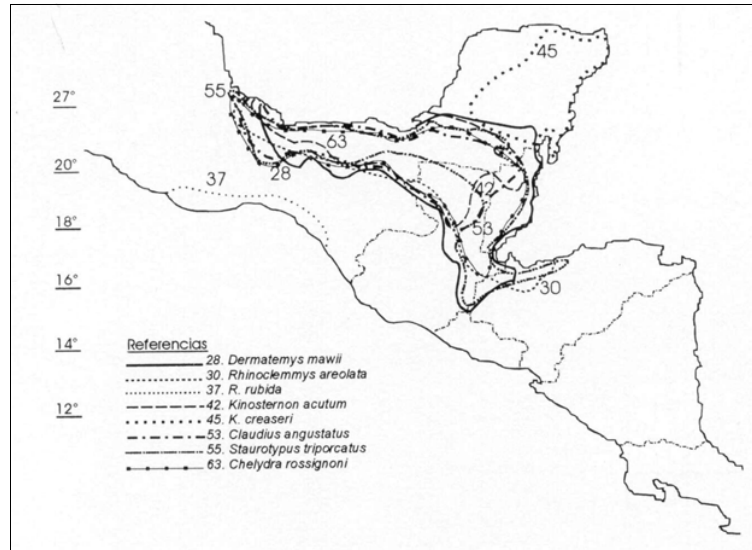 45
27°
55
63
20°
28
37
42
18°
53
16°
30
14°
Referencias
28. Dermatemys mawii
30. Rhinoclemmys areolata
37. R. rubida
12°
42. Kinosternon acutum
45. K. creaseri
53. Claudius angustatus
55. Staurotypus triporcatus
63. Chelydra rossignoni